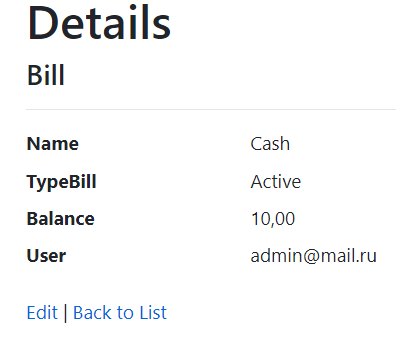 Details
Bill
Name Cash
TypeBill Active
Balance 10,00
User admin@mail.ru
Edit | Back to List